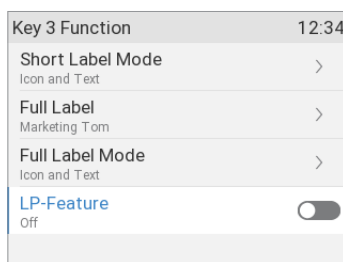 Key 3 Function 12:34
Short Label Mode
Icon and Text
Full Label
Marketing Tom
Full Label Mode
Icon and Text
LP-Feature
Off